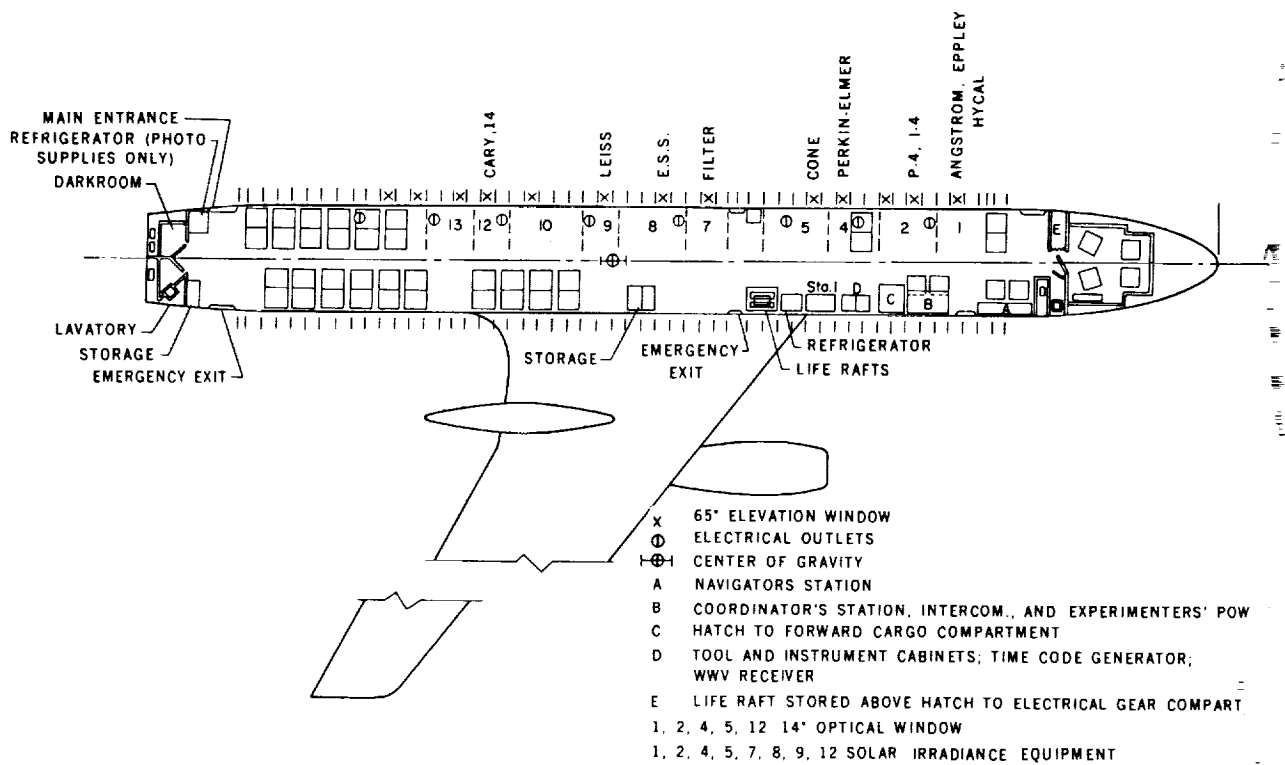 MAIN ENTRANCE
REFRIGERATOR (PHOTO
SUPPLIES ONLY)
DARKROOM
CARY, 14
LEISS
E.S.S.
FILTER
CONE
PERKIN-ELMER
P.4, I-4
ANGSTROM, EPPLEY
HYCAL
13
12
10
9
8
7
5
4
2
1
E
Sta.1
D
C
B
A
LAVATORY
STORAGE
EMERGENCY EXIT
STORAGE
EMERGENCY
EXIT
REFRIGERATOR
LIFE RAFTS
X 65° ELEVATION WINDOW
ELECTRICAL OUTLETS
CENTER OF GRAVITY
A NAVIGATORS STATION
B COORDINATOR'S STATION, INTERCOM., AND EXPERIMENTERS' POW
C HATCH TO FORWARD CARGO COMPARTMENT
D TOOL AND INSTRUMENT CABINETS; TIME CODE GENERATOR;
WWV RECEIVER
E LIFE RAFT STORED ABOVE HATCH TO ELECTRICAL GEAR COMPART
1, 2, 4, 5, 12 14° OPTICAL WINDOW
1, 2, 4, 5, 7, 8, 9, 12 SOLAR IRRADIANCE EQUIPMENT